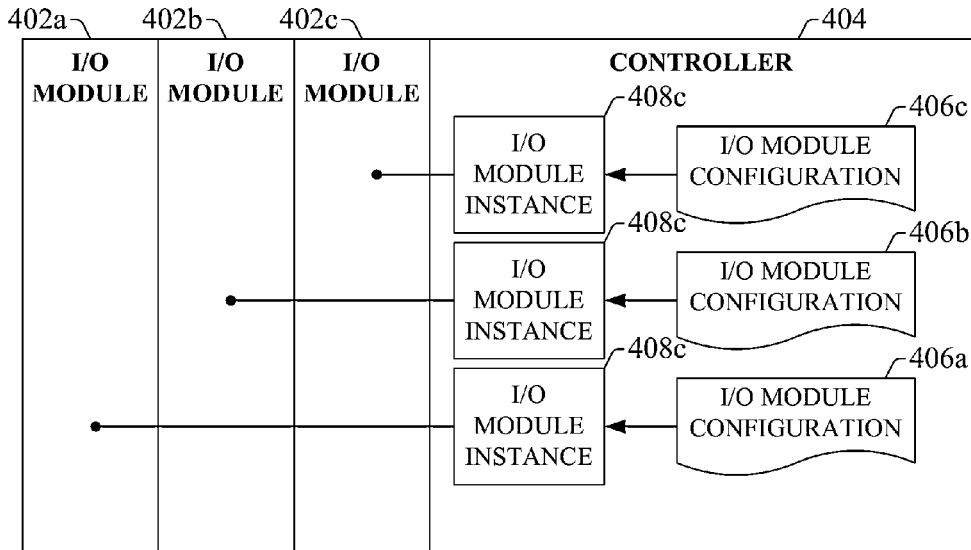 402a
402b
402c
404
I/O
MODULE
I/O
MODULE
I/O
MODULE
CONTROLLER
408c
406c
I/O
MODULE
INSTANCE
I/O MODULE
CONFIGURATION
408c
406b
I/O
MODULE
INSTANCE
I/O MODULE
CONFIGURATION
408c
406a
I/O
MODULE
INSTANCE
I/O MODULE
CONFIGURATION